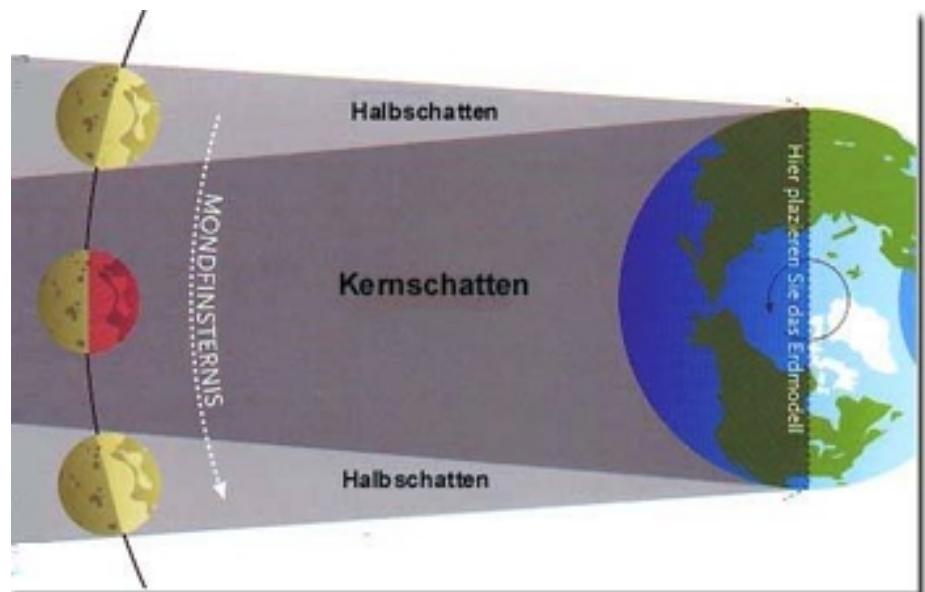 Halbschatten
MONDFINSTERNIS
Kernschatten
Hier plazieren Sie das Erdmodell
Halbschatten